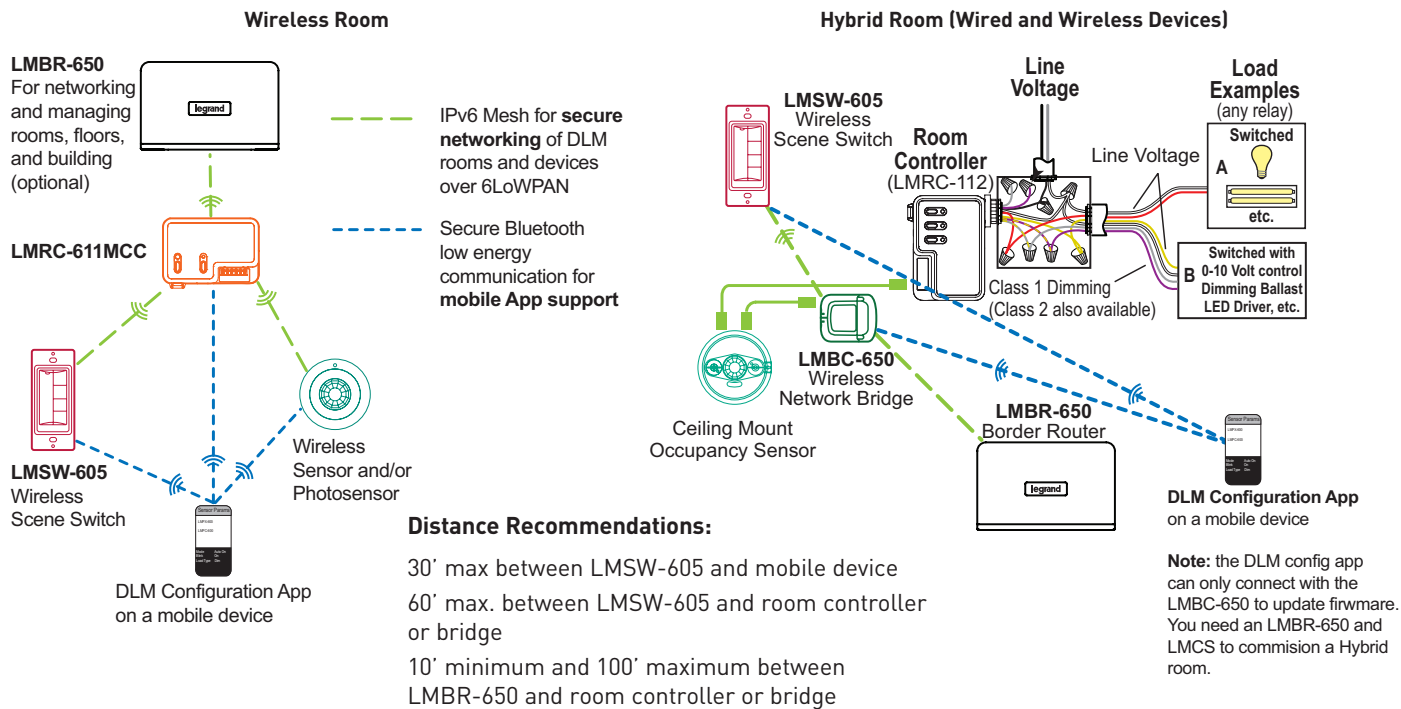 Wireless Room
LMBR-650
For networking
and managing
rooms, floors,
and building
(optional)
legrand
IPv6 Mesh for secure
networking of DLM
rooms and devices
over 6LoWPAN
Secure Bluetooth
low energy
communication for
mobile App support
LMRC-611MCC
LMSW-605
Wireless
Scene Switch
Wireless
Sensor and/or
Photosensor
Sensor Params
DLM Configuration App
on a mobile device
Distance Recommendations:
30’ max between LMSW-605 and mobile device
60’ max. between LMSW-605 and room controller
or bridge
10’ minimum and 100’ maximum between
LMBR-650 and room controller or bridge
Hybrid Room (Wired and Wireless Devices)
LMSW-605
Wireless
Scene Switch
Room
Controller
(LMRC-112)
Line
Voltage
Line Voltage
Load
Examples
(any relay)
Switched
A
etc.
B
Switched with
0-10 Volt control
Dimming Ballast
LED Driver, etc.
Class 1 Dimming
(Class 2 also available)
LMBC-650
Wireless
Network Bridge
Ceiling Mount
Occupancy Sensor
LMBR-650
Border Router
legrand
Sensor Params
DLM Configuration App
on a mobile device
Note: the DLM config app
can only connect with the
LMBC-650 to update firwmare.
You need an LMBR-650 and
LMCS to commision a Hybrid
room.